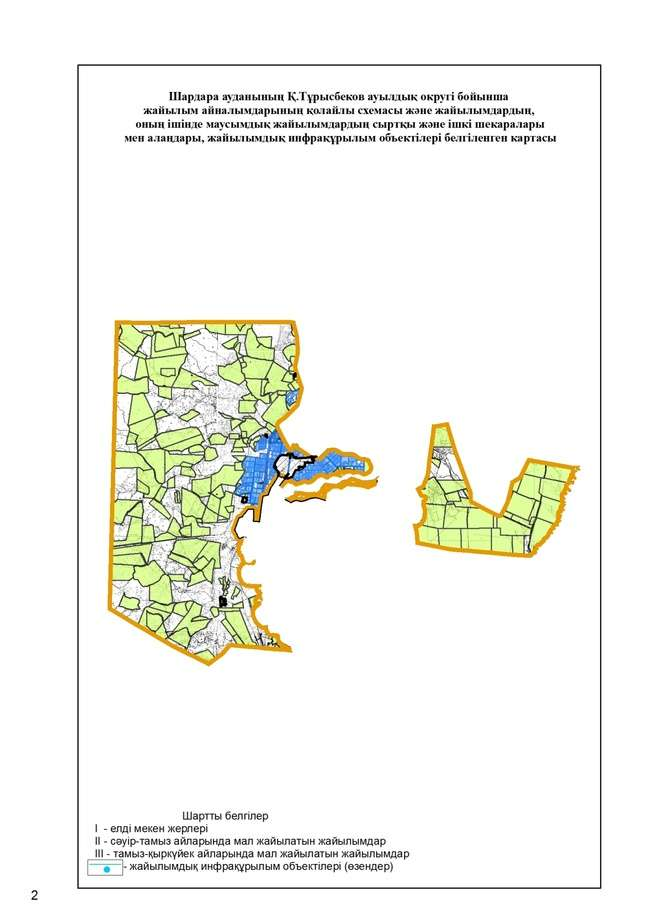 Шардара ауданының Қ.Тұрысбеков ауылдық округі бойынша
жайылым айналымдарының қолайлы схемасы және жайылымдардың,
оның ішінде маусымдық жайылымдардың сыртқы және ішкі шекаралары
мен алаңдары, жайылымдық инфрақұрылым объектілері белгіленген картасы
Шартты белгілер
I - елді мекен жерлері
II - сәуір-тамыз айларында мал жайылатын жайылымдар
III - тамыз-қыркүйек айларында мал жайылатын жайылымдар
- жайылымдық инфрақұрылым объектілері (өзендер)
2